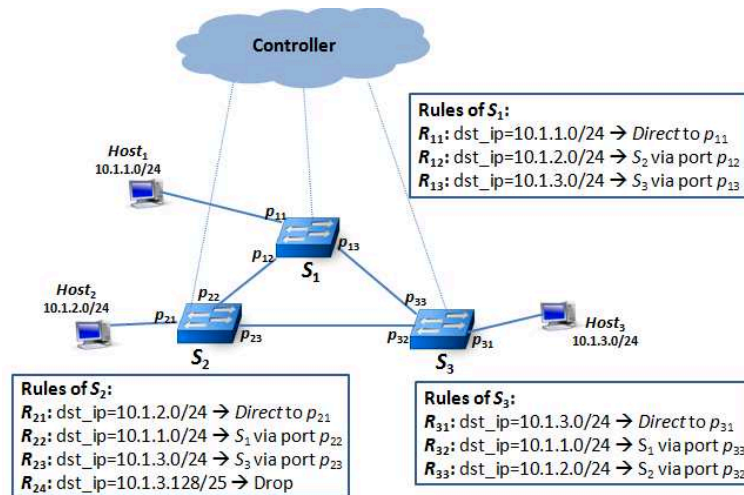 Controller
Rules of S₁:
R₁₁: dst_ip=10.1.1.0/24 → Direct to p₁₁
R₁₂: dst_ip=10.1.2.0/24 → S₂ via port p₁₂
R₁₃: dst_ip=10.1.3.0/24 → S₃ via port p₁₃
Host₁
10.1.1.0/24
p₁₁
p₁₂
p₁₃
S₁
Host₂
10.1.2.0/24
p₂₂
p₂₁
p₂₃
S₂
p₃₃
p₃₂
p₃₁
S₃
Host₃
10.1.3.0/24
Rules of S₂:
R₂₁: dst_ip=10.1.2.0/24 → Direct to p₂₁
R₂₂: dst_ip=10.1.1.0/24 → S₁ via port p₂₂
R₂₃: dst_ip=10.1.3.0/24 → S₃ via port p₂₃
R₂₄: dst_ip=10.1.3.128/25 → Drop
Rules of S₃:
R₃₁: dst_ip=10.1.3.0/24 → Direct to p₃₁
R₃₂: dst_ip=10.1.1.0/24 → S₁ via port p₃₃
R₃₃: dst_ip=10.1.2.0/24 → S₂ via port p₃₂